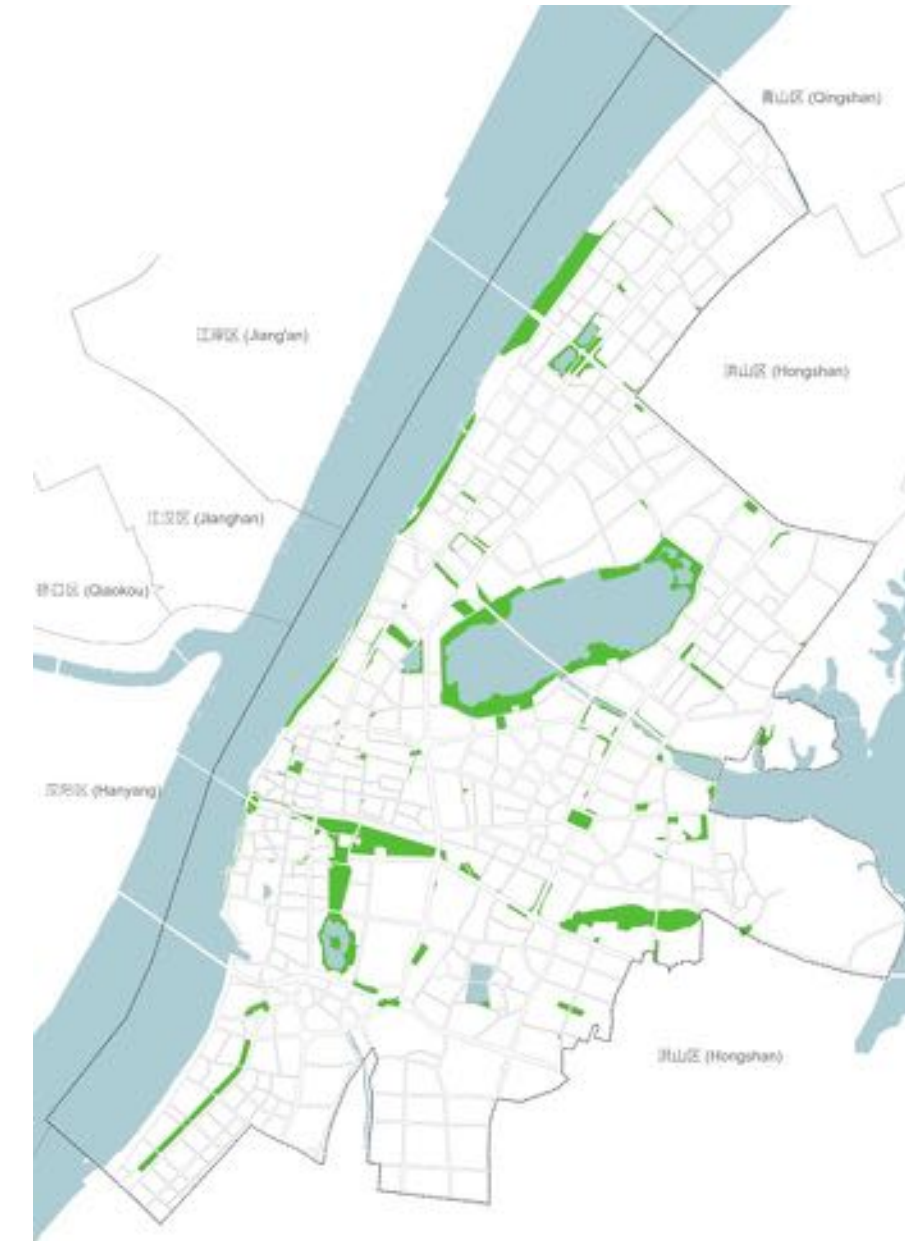 青山区 (Qingshan)
江岸区 (Jiang'an)
洪山区 (Hongshan)
江汉区 (Jianghan)
硚口区 (Qiaokou)
汉阳区 (Hanyang)
洪山区 (Hongshan)